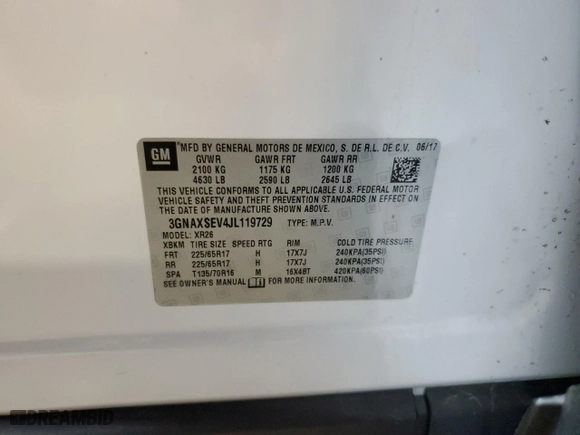 GM
*MFD BY GENERAL MOTORS DE MEXICO, S. DE R.L. DE C.V. 06/17
GVWR GAWR FRT GAWR RR
2100 KG 1175 KG 1200 KG
4630 LB 2590 LB 2645 LB
THIS VEHICLE CONFORMS TO ALL APPLICABLE U.S. FEDERAL MOTOR
VEHICLE SAFETY AND THEFT PREVENTION STANDARDS IN EFFECT ON
THE DATE OF MANUFACTURE SHOWN ABOVE.
3GNAXSEV4JL119729 TYPE: M.P.V.
MODEL: XR26
XBKM TIRE SIZE SPEED RTG RIM COLD TIRE PRESSURE
FRT 225/65R17 H 17X7J 240KPA(35PSI)
RR 225/65R17 H 17X7J 240KPA(35PSI)
SPA T135/70R16 M 16X4BT 420KPA(60PSI)
SEE OWNER'S MANUAL FOR MORE INFORMATION
DREAMBID